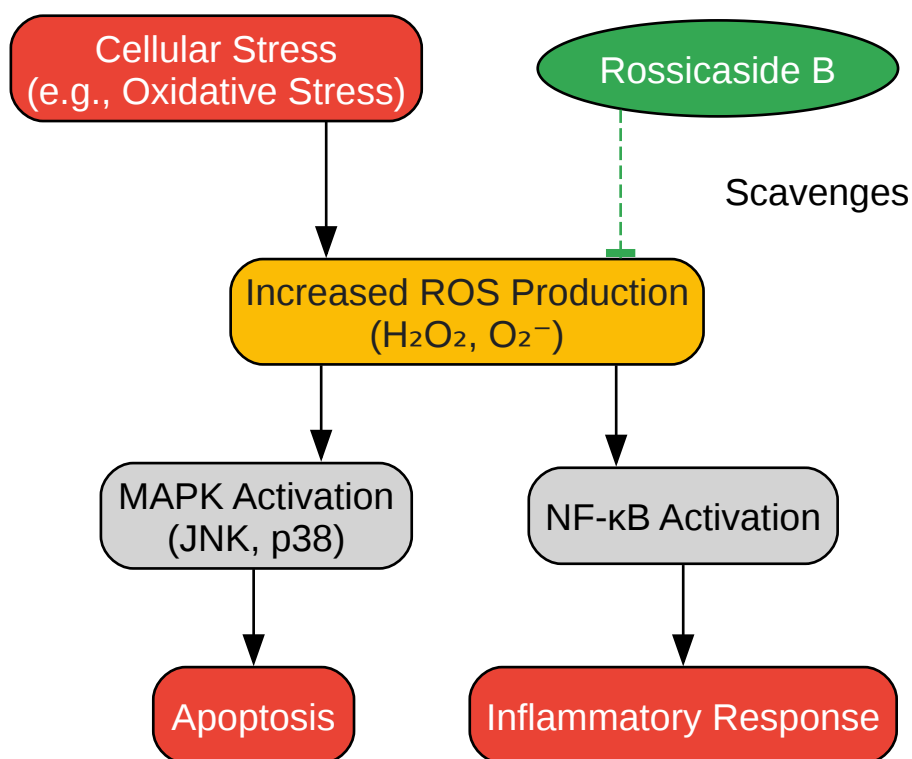 Cellular Stress
(e.g., Oxidative Stress)
Rossicaside B
Scavenges
Increased ROS Production
(H₂O₂, O₂⁻)
MAPK Activation
(JNK, p38)
NF-κB Activation
Apoptosis
Inflammatory Response